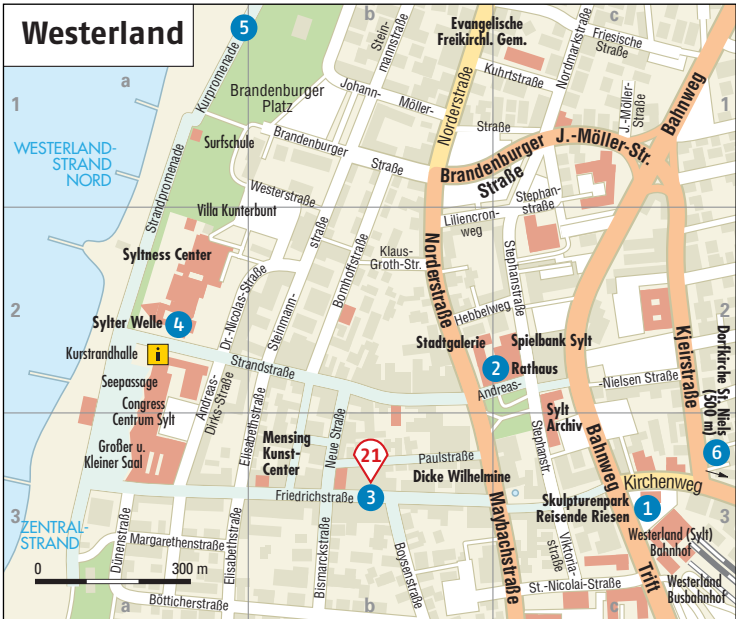 Westerland
5
a
b
c
1
1
Evangelische
Freikirchl. Gem.
Stein-
mannstraße
Nordmarkstraße
Friesische
Straße
Kuhrtstraße
Norderstraße
Kurpromenade
Brandenburger
Platz
Johann-
Möller-
Straße
J.-Möller-
Straße
Bahnweg
WESTERLAND-
STRAND
NORD
Surfschule
Brandenburger
Straße
Brandenburger
Straße
J.-Möller-Str.
Strandpromenade
Westerstraße
Villa Kunterbunt
Stephan-
straße
Liliencron-
weg
Syltness Center
Klaus-
Groth-Str.
Norderstraße
Stephanstraße
Bomhoffstraße
Steinmann-
straße
Dr.-Nicolas-Straße
2
2
Hebbelweg
Sylter Welle
4
Stadtgalerie
Spielbank Sylt
Kjeirstraße
Dorfkirche St. Niels
(500 m)
Kurstrandhalle
i
Strandstraße
2
Rathaus
Seepassage
Andreas-
-Nielsen Straße
Congress
Centrum Sylt
Andreas-
Dirks-Straße
Elisabethstraße
Neue Straße
Sylt
Archiv
Großer u.
Kleiner Saal
Mensing
Kunst-
Center
21
Paulstraße
Stephanstr.
Bahnweg
6
Dicke Wilhelmine
Kirchenweg
Friedrichstraße
3
Skulpturenpark
Reisende Riesen
1
3
3
ZENTRAL-
STRAND
Dünenstraße
Margarethenstraße
Elisabethstraße
Bismarckstraße
Boysenstraße
Maybachstraße
Viktoria-
straße
Westerland (Sylt)
Bahnhof
Trift
Westerland
Busbahnhof
0
300 m
St.-Nicolai-Straße
Bötticherstraße
a
b
c